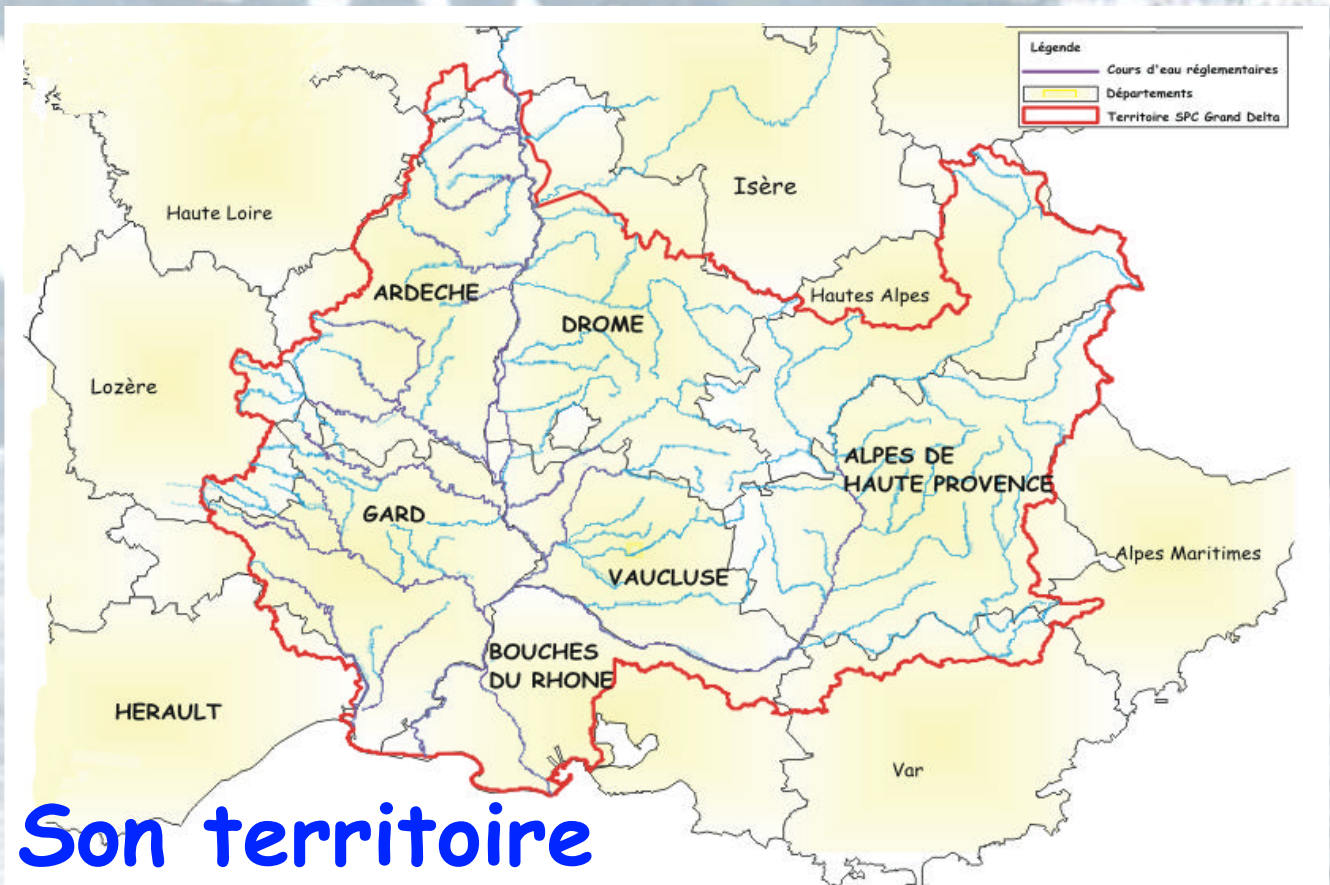 Légende
Cours d'eau réglementaires
Départements
Territoire SPC Grand Delta
Isère
Haute Loire
ARDECHE
Hautes Alpes
DROME
Lozère
ALPES DE
HAUTE PROVENCE
GARD
Alpes Maritimes
VAUCLUSE
BOUCHES
DU RHONE
HERAULT
Var
Son territoire